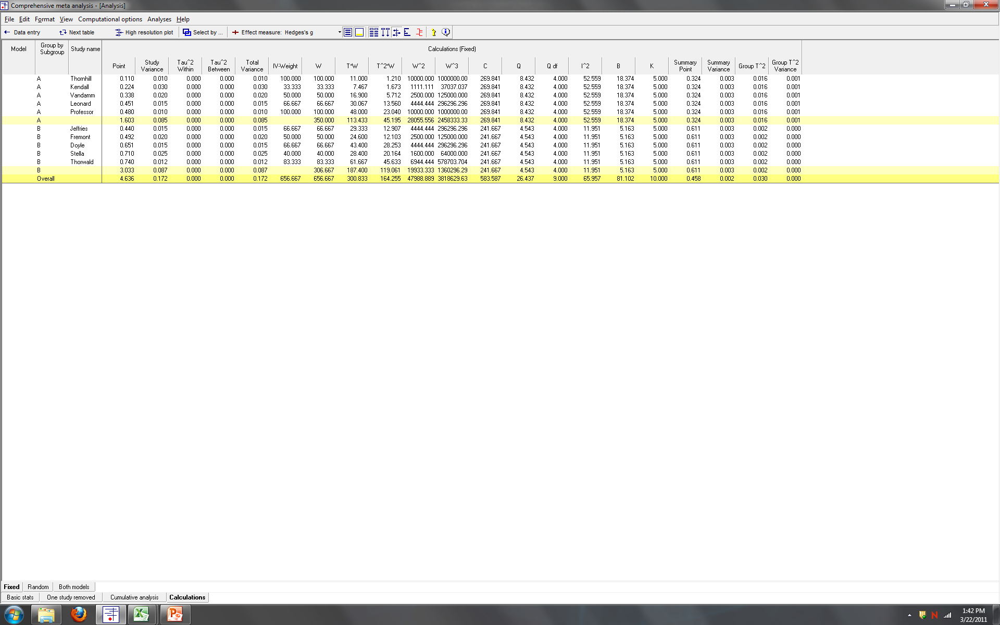 Comprehensive meta analysis - [Analysis]
File Edit Format View Computational options Analyses Help
Data entry Next table High resolution plot Select by ... Effect measure: Hedges's g
Model Group by Subgroup Study name Calculations (Fixed)
Point Study Variance Tau^2 Within Tau^2 Between Total Variance IV-Weight W T*W T^2*W W^2 W^3 C Q Q df I^2 B K Summary Point Summary Variance Group T^2 Group T^2 Variance
A Thornhill 0.110 0.010 0.000 0.000 0.010 100.000 100.000 11.000 1.210 10000.000 1000000.00 269.841 8.432 4.000 52.559 18.374 5.000 0.324 0.003 0.016 0.001
A Kendall 0.224 0.030 0.000 0.000 0.030 33.333 33.333 7.467 1.673 1111.111 37037.037 269.841 8.432 4.000 52.559 18.374 5.000 0.324 0.003 0.016 0.001
A Vandamm 0.338 0.020 0.000 0.000 0.020 50.000 50.000 16.900 5.712 2500.000 125000.000 269.841 8.432 4.000 52.559 18.374 5.000 0.324 0.003 0.016 0.001
A Leonard 0.451 0.015 0.000 0.000 0.015 66.667 66.667 30.067 13.560 4444.444 296296.296 269.841 8.432 4.000 52.559 18.374 5.000 0.324 0.003 0.016 0.001
A Professor 0.480 0.010 0.000 0.000 0.010 100.000 100.000 48.000 23.040 10000.000 1000000.00 269.841 8.432 4.000 52.559 18.374 5.000 0.324 0.003 0.016 0.001
A 1.603 0.085 0.000 0.000 0.085 350.000 113.433 45.195 28055.556 2458333.33 269.841 8.432 4.000 52.559 18.374 5.000 0.324 0.003 0.016 0.001
B Jeffries 0.440 0.015 0.000 0.000 0.015 66.667 66.667 29.333 12.907 4444.444 296296.296 241.667 4.543 4.000 11.951 5.163 5.000 0.611 0.003 0.002 0.000
B Fremont 0.492 0.020 0.000 0.000 0.020 50.000 50.000 24.600 12.103 2500.000 125000.000 241.667 4.543 4.000 11.951 5.163 5.000 0.611 0.003 0.002 0.000
B Doyle 0.651 0.015 0.000 0.000 0.015 66.667 66.667 43.400 28.253 4444.444 296296.296 241.667 4.543 4.000 11.951 5.163 5.000 0.611 0.003 0.002 0.000
B Stella 0.710 0.025 0.000 0.000 0.025 40.000 40.000 28.400 20.164 1600.000 64000.000 241.667 4.543 4.000 11.951 5.163 5.000 0.611 0.003 0.002 0.000
B Thorwald 0.740 0.012 0.000 0.000 0.012 83.333 83.333 61.667 45.633 6944.444 578703.704 241.667 4.543 4.000 11.951 5.163 5.000 0.611 0.003 0.002 0.000
B 3.033 0.087 0.000 0.000 0.087 306.667 187.400 119.061 19933.333 1360296.29 241.667 4.543 4.000 11.951 5.163 5.000 0.611 0.003 0.002 0.000
Overall 4.636 0.172 0.000 0.000 0.172 656.667 656.667 300.833 164.255 47988.889 3818629.63 583.587 26.437 9.000 65.957 81.102 10.000 0.458 0.002 0.030 0.000
Fixed Random Both models
Basic stats One study removed Cumulative analysis Calculations
1:42 PM
3/22/2011